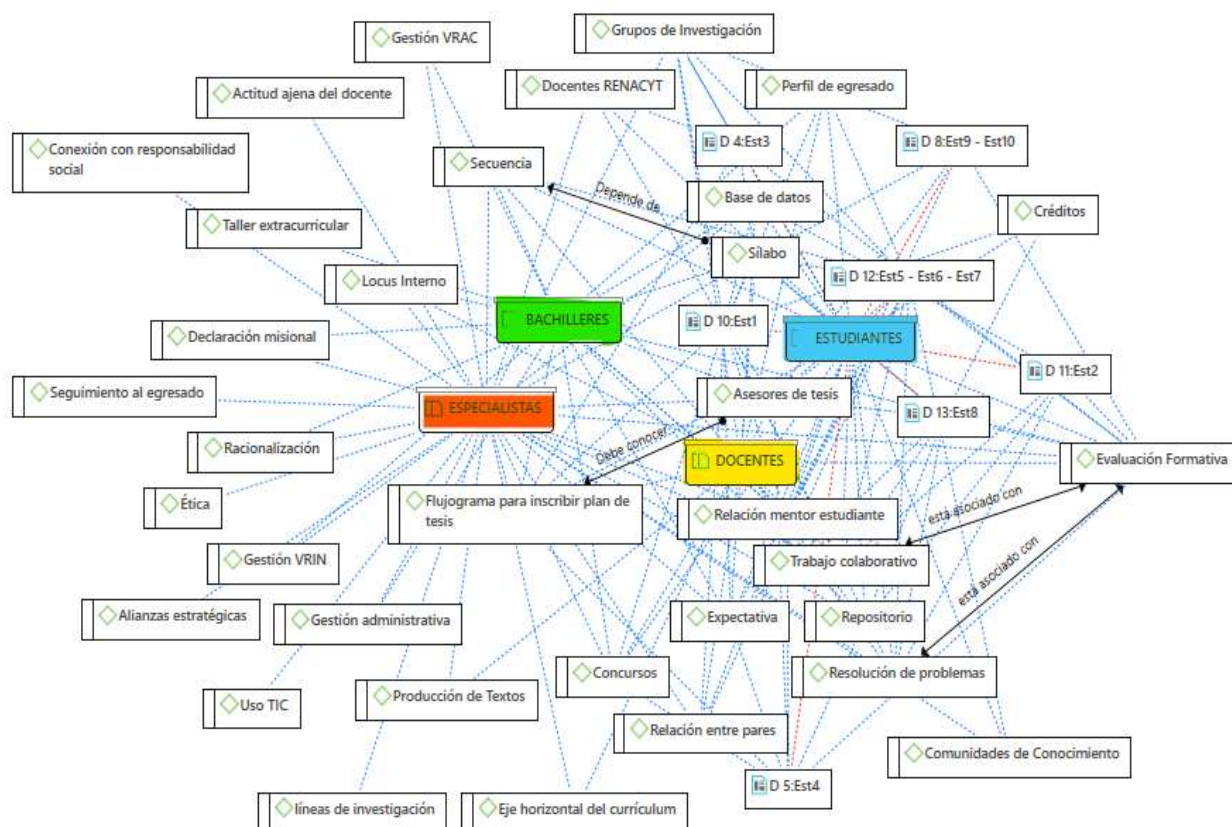 Grupos de Investigación
Gestión VRAC
Docentes RENACYT
Perfil de egresado
Actitud ajena del docente
D 4:Est3
D 8:Est9 - Est10
Conexión con responsabilidad
social
Secuencia
Depende de
Base de datos
Créditos
Taller extracurricular
Sílabo
Locus Interno
D 12:Est5 - Est6 - Est7
BACHILLERES
D 10:Est1
ESTUDIANTES
Declaración misional
D 11:Est2
Seguimiento al egresado
ESPECIALISTAS
Asesores de tesis
D 13:Est8
Racionalización
Debe conocer
DOCENTES
Evaluación Formativa
Ética
Flujograma para inscribir plan de
tesis
Relación mentor estudiante
está asociado con
Gestión VRIN
Trabajo colaborativo
está asociado con
Alianzas estratégicas
Gestión administrativa
Expectativa
Repositorio
Concursos
Resolución de problemas
Uso TIC
Producción de Textos
Relación entre pares
Comunidades de Conocimiento
D 5:Est4
líneas de investigación
Eje horizontal del currículum